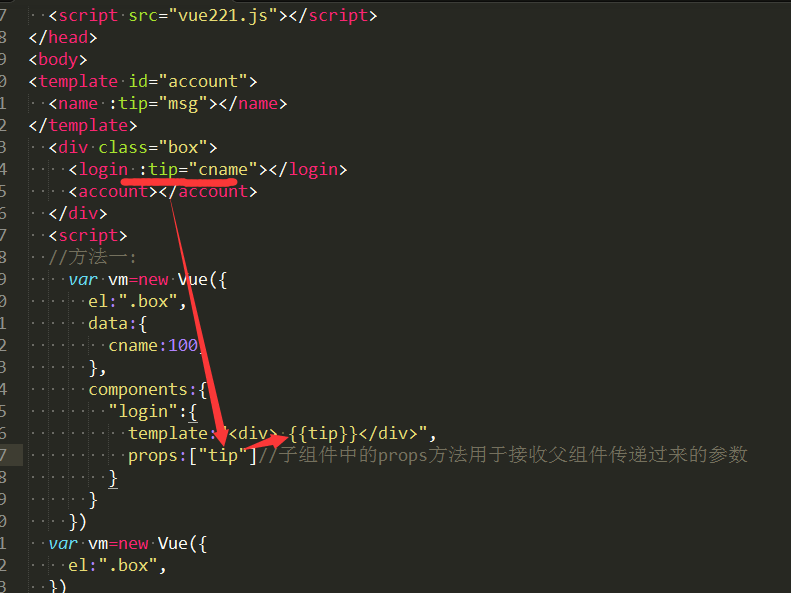 7 <script src="vue221.js"></script>
8 </head>
9 <body>
0 <template id="account">
1 <name :tip="msg"></name>
2 </template>
3 <div class="box">
4 <login :tip="cname"></login>
5 <account></account>
6 </div>
7 <script>
8 //方法一:
9 var vm=new Vue({
0 el:".box",
1 data:{
2 cname:100,
3 },
4 components:{
5 "login":{
6 template:"<div> {{tip}}</div>",
7 props:["tip"]//子组件中的props方法用于接收父组件传递过来的参数
8 }
9 }
0 })
1 var vm=new Vue({
2 el:".box",
3 })